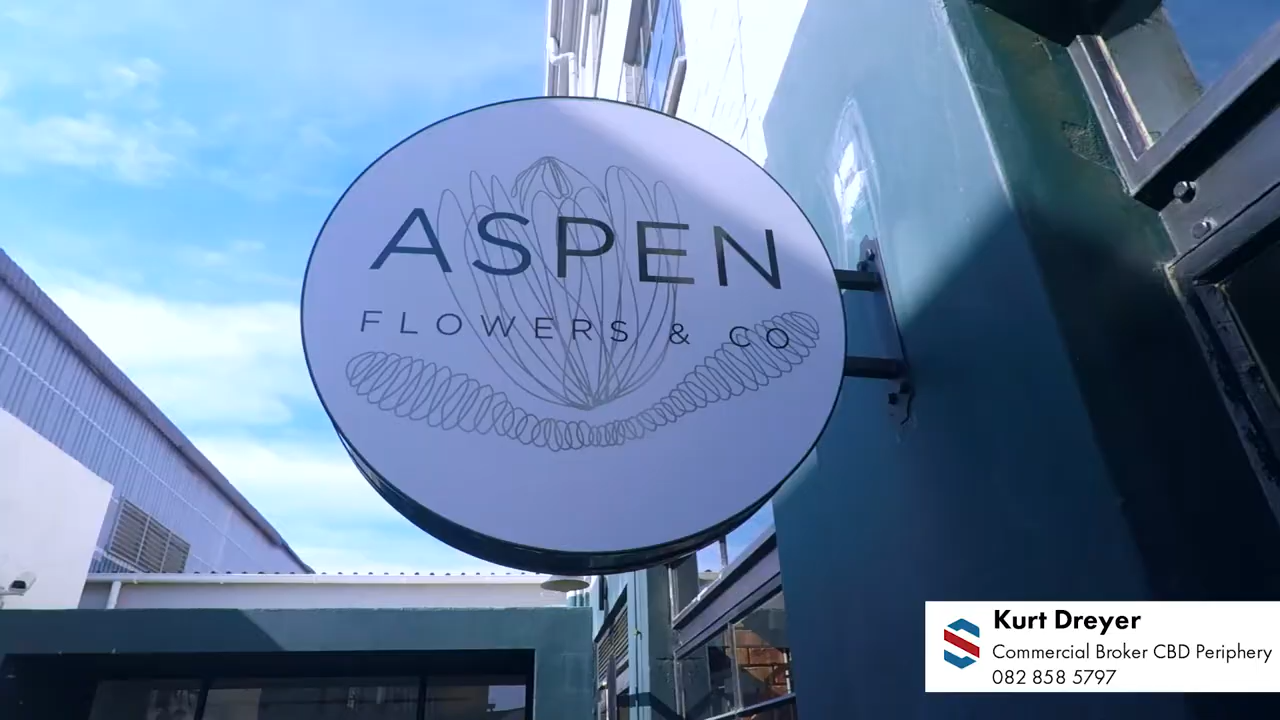 ASPEN
FLOWERS & CO
Kurt Dreyer
Commercial Broker CBD Periphery
082 858 5797